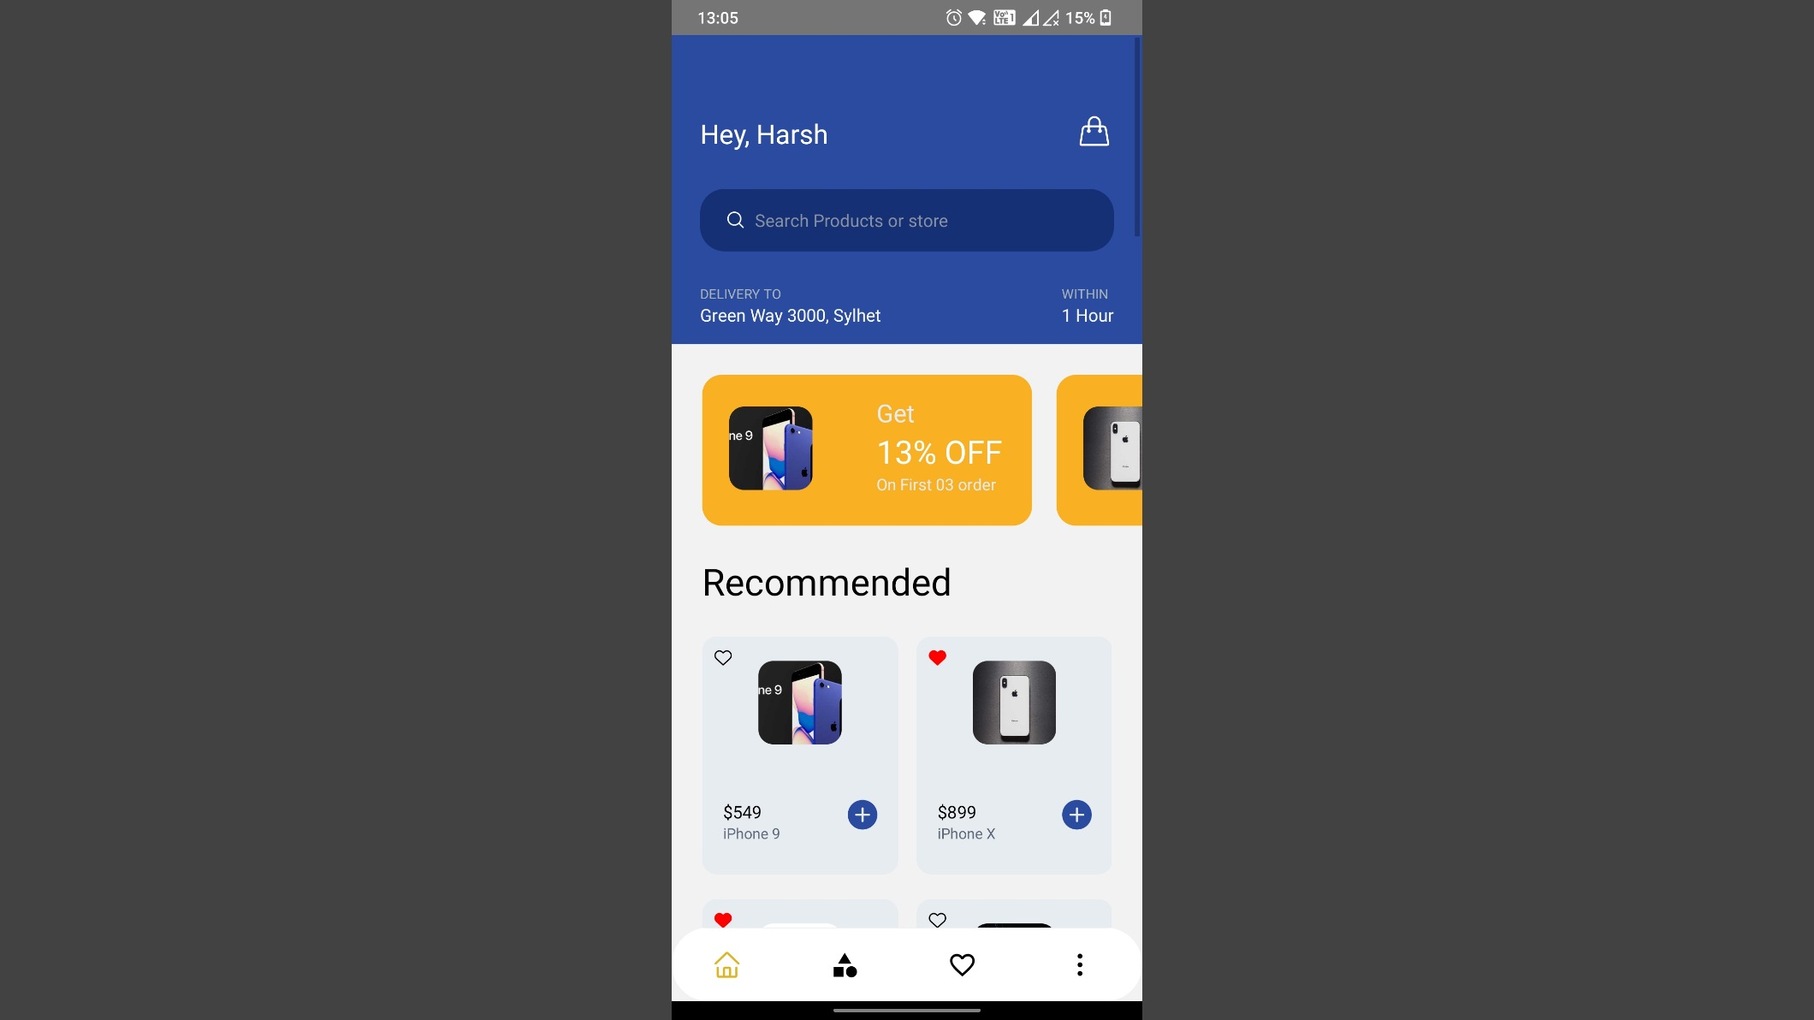 13:05
15%
Hey, Harsh
Search Products or store
DELIVERY TO
WITHIN
Green Way 3000, Sylhet
1 Hour
ne 9
Get
13% OFF
On First 03 order
Recommended
ne 9
$549
iPhone 9
$899
iPhone X